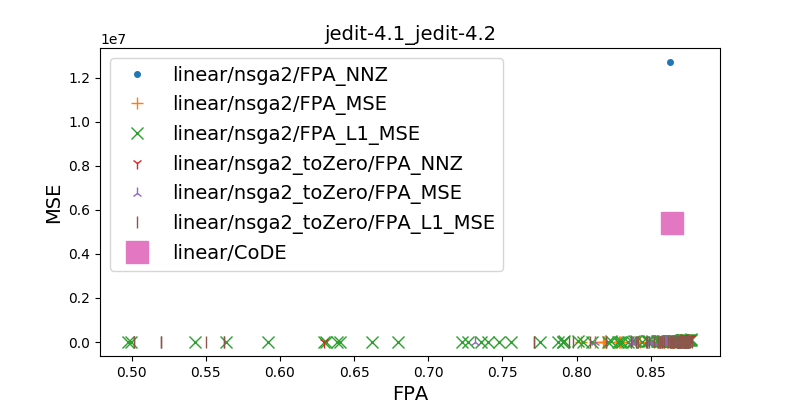 jedit-4.1_jedit-4.2
1e7
linear/nsga2/FPA_NNZ
linear/nsga2/FPA_MSE
linear/nsga2/FPA_L1_MSE
linear/nsga2_toZero/FPA_NNZ
linear/nsga2_toZero/FPA_MSE
linear/nsga2_toZero/FPA_L1_MSE
linear/CoDE
MSE
1.2
1.0
0.8
0.6
0.4
0.2
0.0
0.50 0.55 0.60 0.65 0.70 0.75 0.80 0.85
FPA